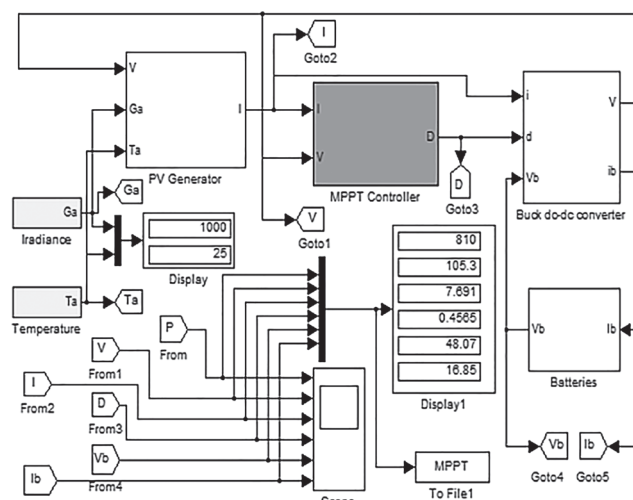 I
Goto2
V
Ga
Ta
I
PV Generator
I
V
D
MPPT Controller
i
d
Vb
V
ib
Buck dc-dc converter
D
Goto3
Ga
Irradiance
Ga
1000
25
Display
V
Goto1
Ta
Temperature
Ta
P
From
V
From1
I
From2
D
From3
Vb
From4
Ib
810
105.3
7.691
0.4565
48.07
16.85
Display1
Vb
Ib
Batteries
MPPT
To File1
Vb
Goto4
Ib
Goto5